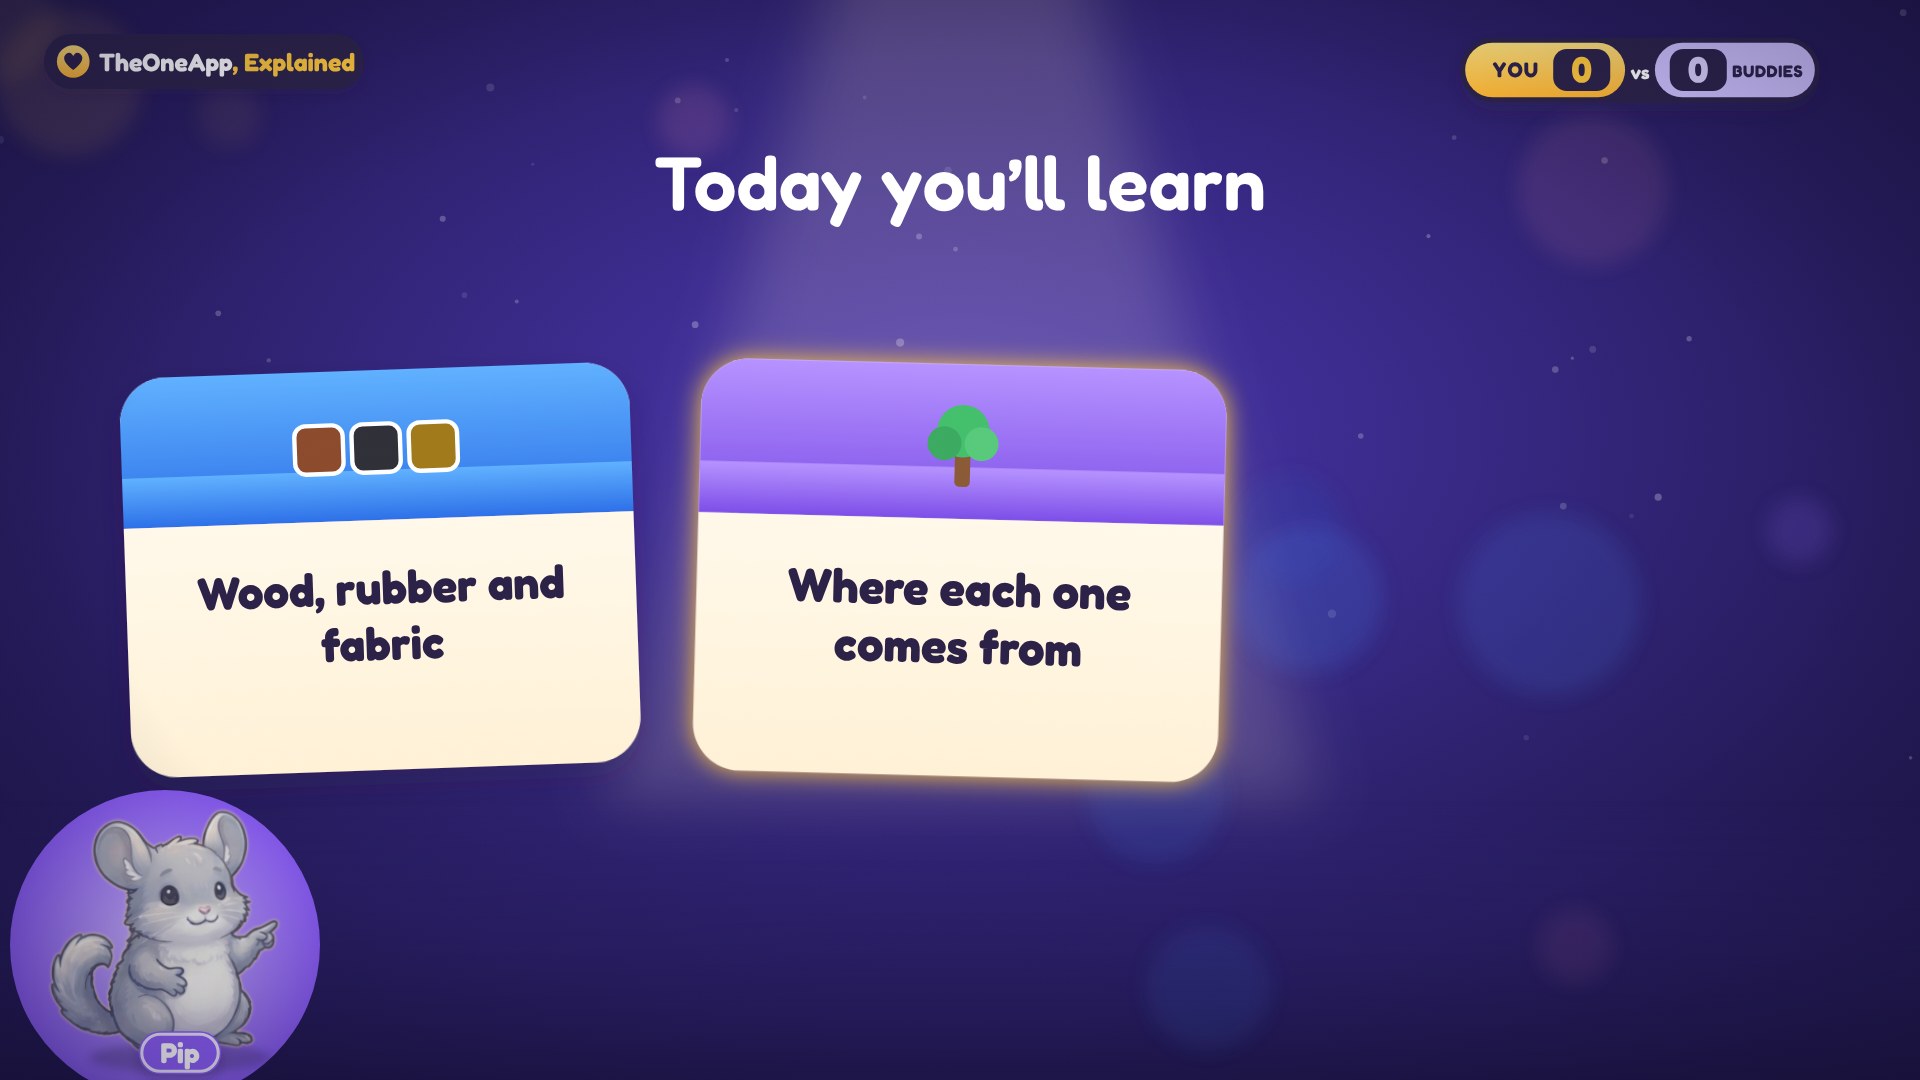 TheOneApp, Explained
YOU 0 vs 0 BUDDIES
Today you’ll learn
Wood, rubber and
fabric
Where each one
comes from
Pip